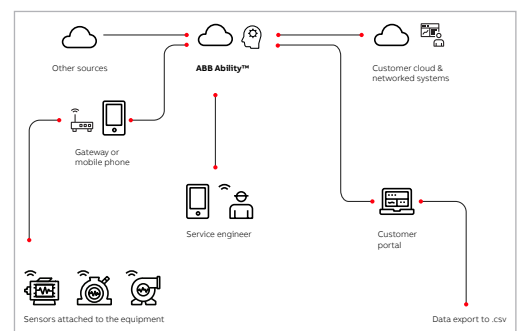 Other sources
ABB Ability™
Customer cloud &
networked systems
Gateway or
mobile phone
Service engineer
Customer
portal
Sensors attached to the equipment
Data export to .csv